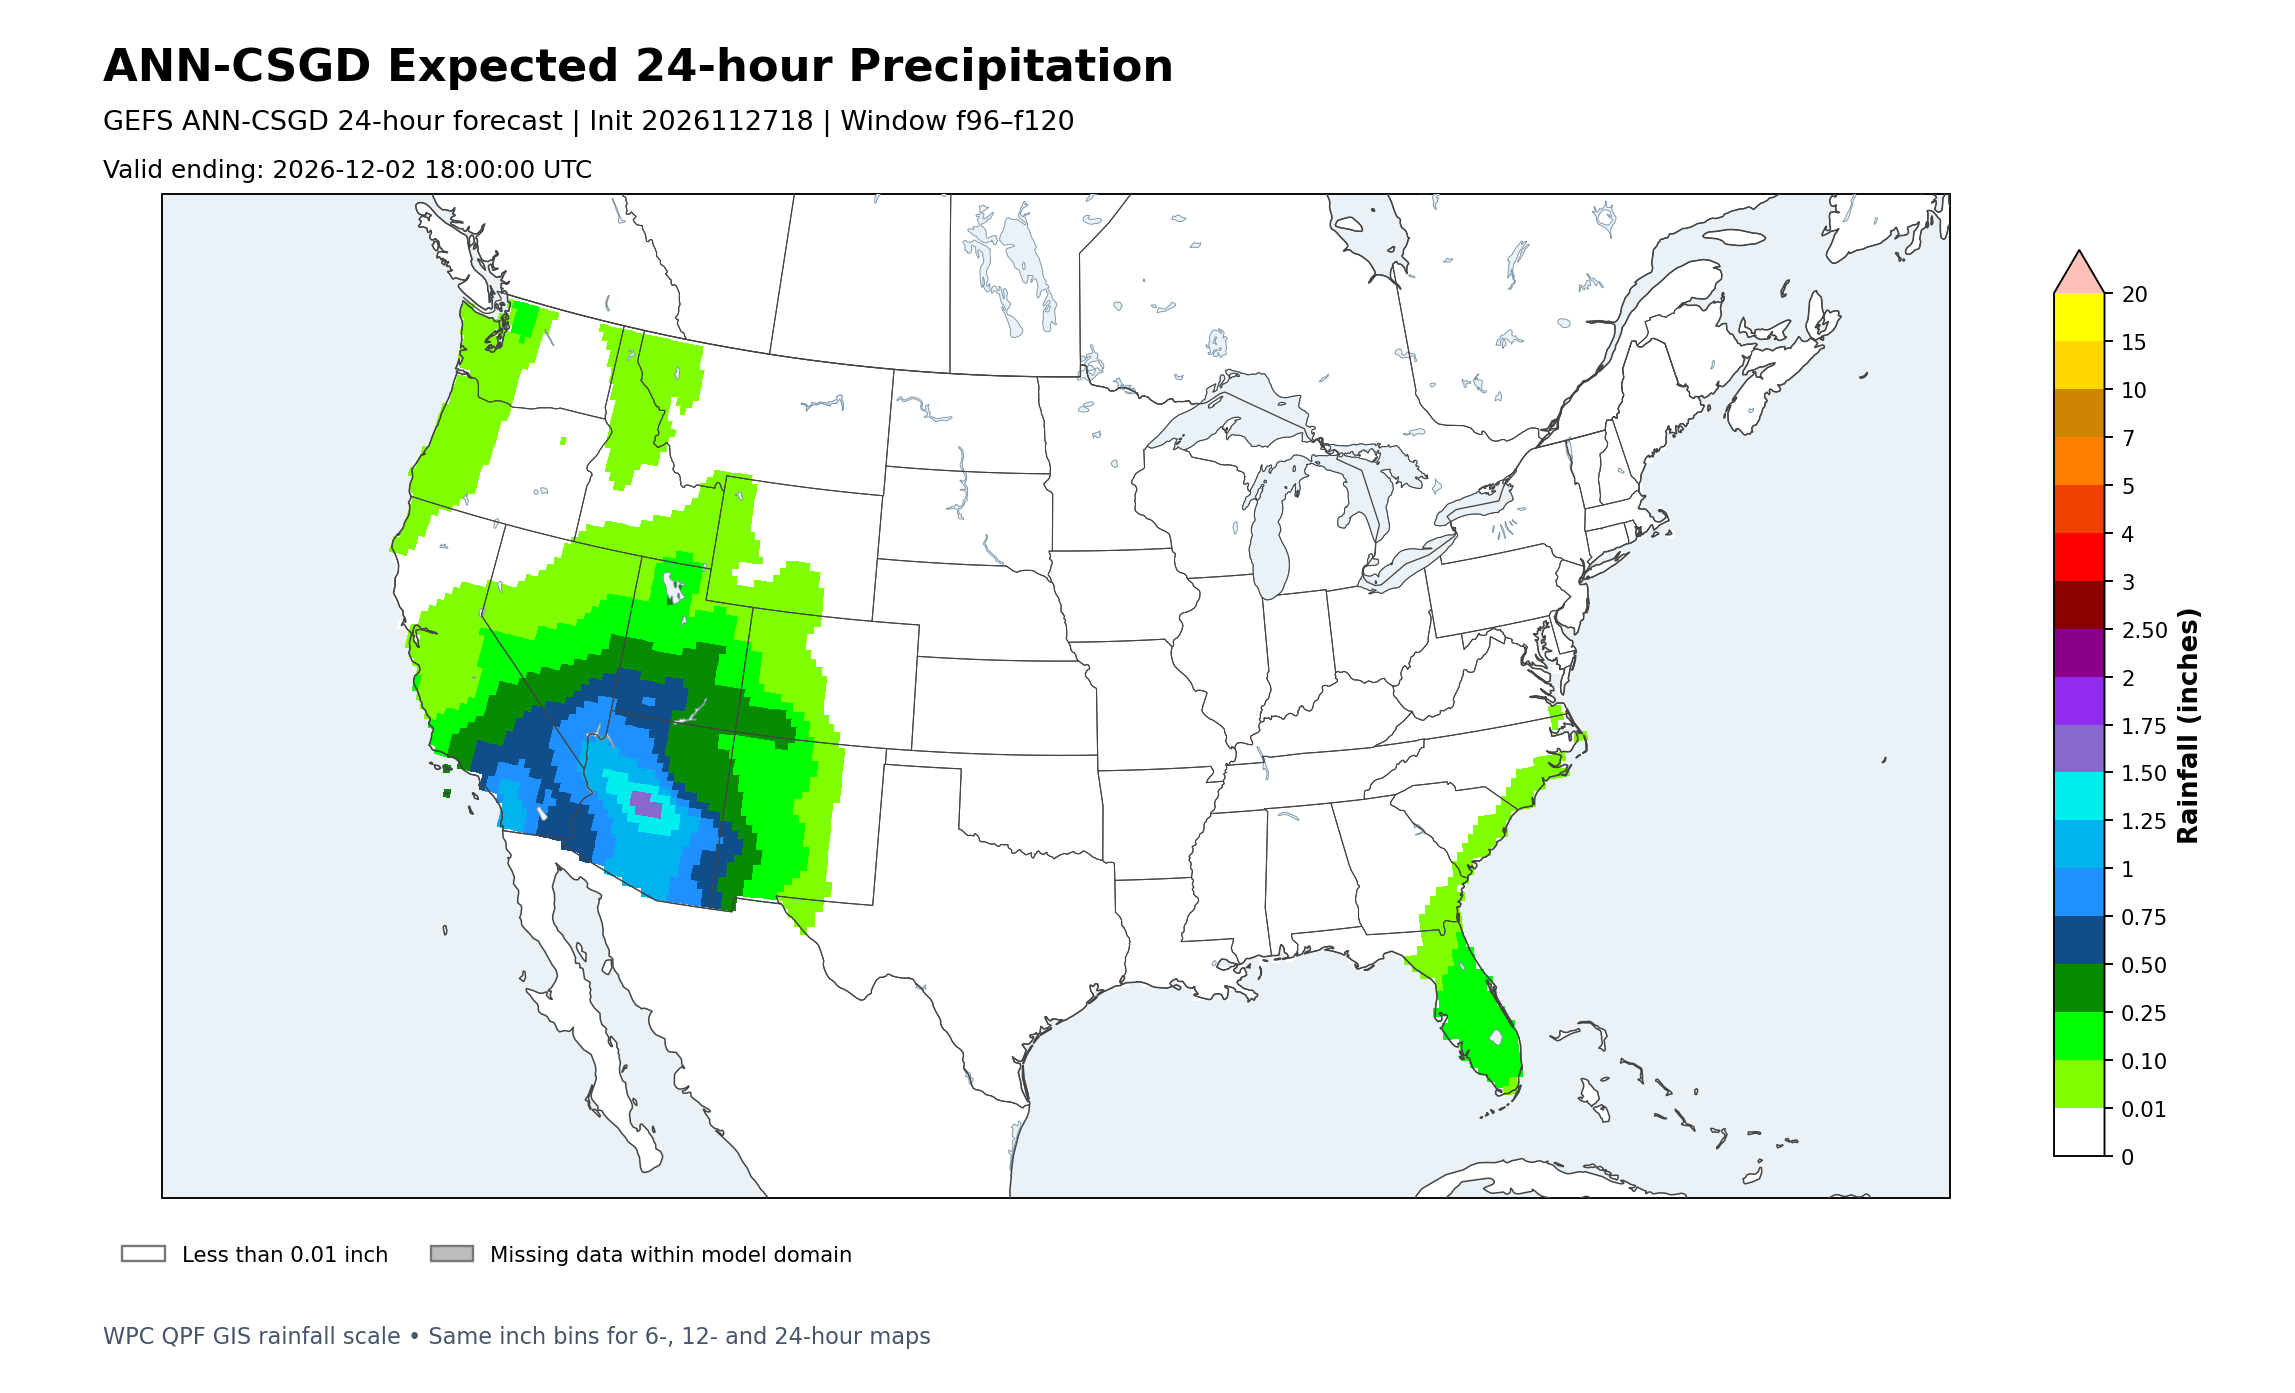 ANN-CSGD Expected 24-hour Precipitation
GEFS ANN-CSGD 24-hour forecast | Init 2026112718 | Window f96–f120
Valid ending: 2026-12-02 18:00:00 UTC
20
15
10
7
5
4
3
2.50
2
1.75
1.50
1.25
1
0.75
0.50
0.25
0.10
0.01
0
Rainfall (inches)
Less than 0.01 inch
Missing data within model domain
WPC QPF GIS rainfall scale • Same inch bins for 6-, 12- and 24-hour maps